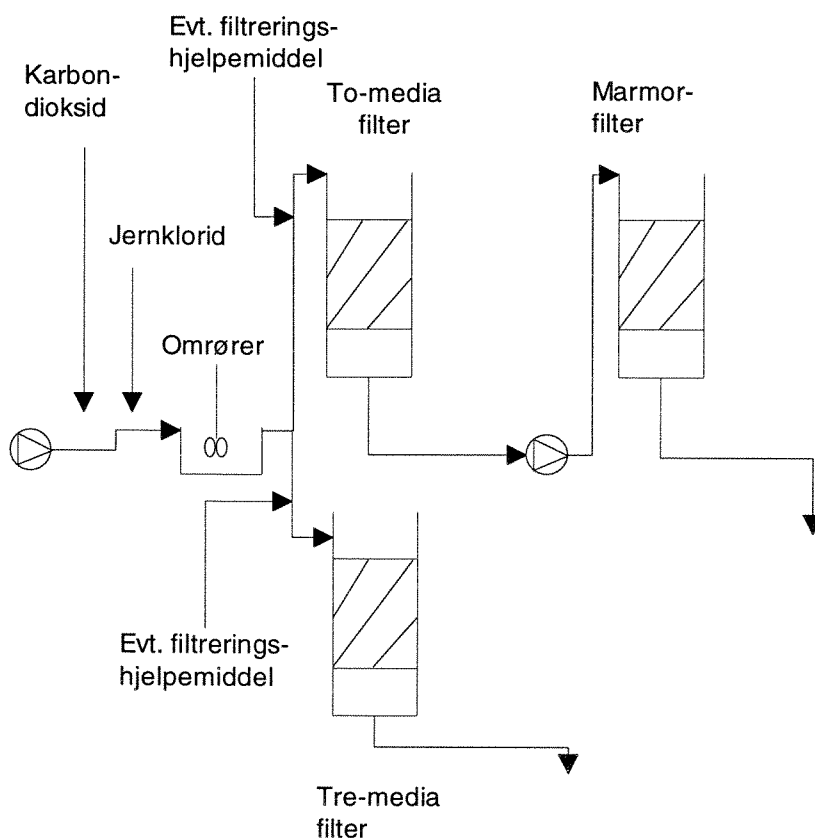 Evt. filtrerings-
hjelpemiddel
Karbon-
dioksid
To-media
filter
Marmor-
filter
Jernklorid
Omrører
Evt. filtrerings-
hjelpemiddel
Tre-media
filter